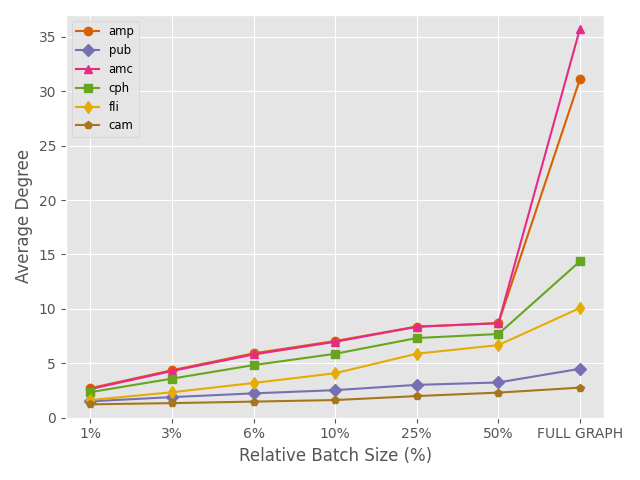 35
30
25
20
15
10
5
0
Average Degree
amp
pub
amc
cph
fli
cam
1% 3% 6% 10% 25% 50% FULL GRAPH
Relative Batch Size (%)